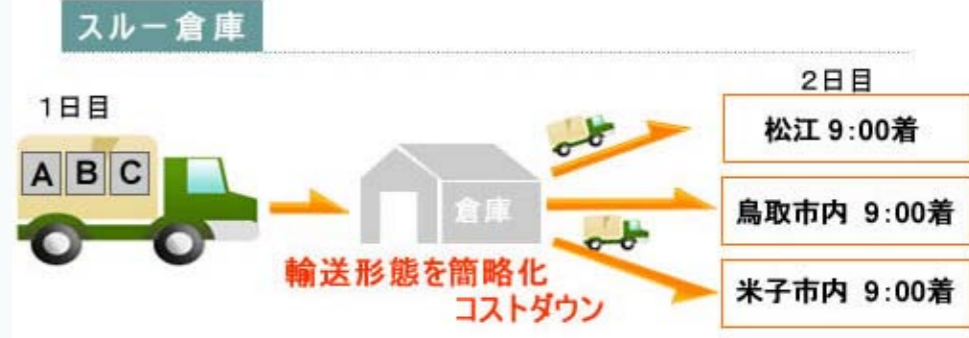 スルー倉庫
1日目
A B C
倉庫
輸送形態を簡略化
コストダウン
2日目
松江 9:00着
鳥取市内 9:00着
米子市内 9:00着